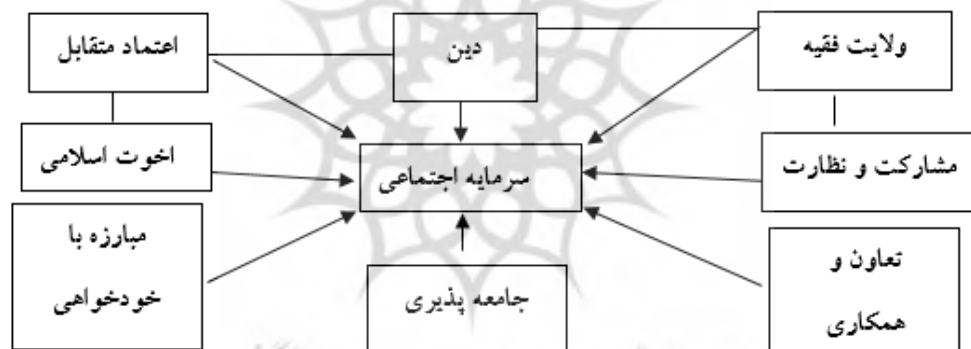 ولایت فقیه
دین
اعتماد متقابل
مشارکت و نظارت
سرمایه اجتماعی
اخوت اسلامی
تعاون و
همکاری
جامعه پذیری
مبارزه با
خودخواهی